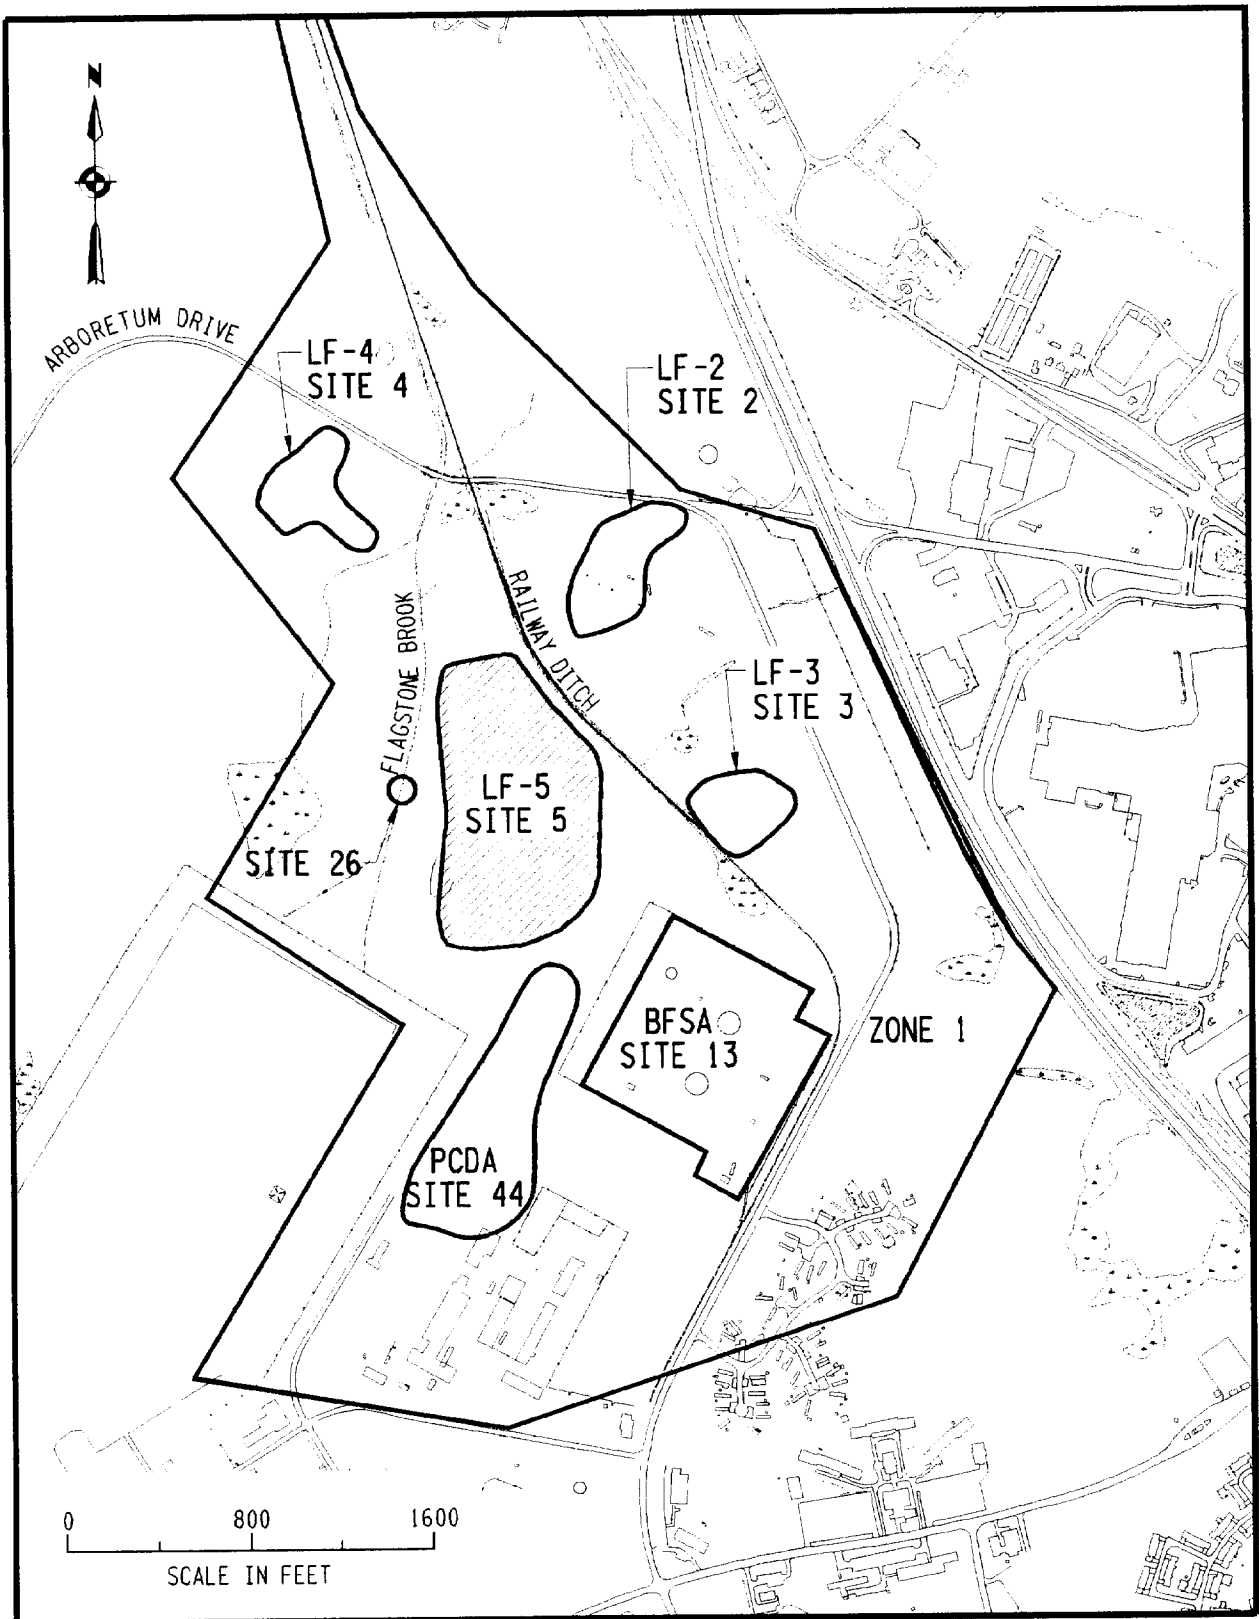 N
ARBORETUM DRIVE
LF-4
SITE 4
LF-2
SITE 2
RAILWAY DITCH
FLAGSTONE BROOK
LF-3
SITE 3
LF-5
SITE 5
SITE 26
BFSA
SITE 13
ZONE 1
PCDA
SITE 44
0 800 1600
SCALE IN FEET